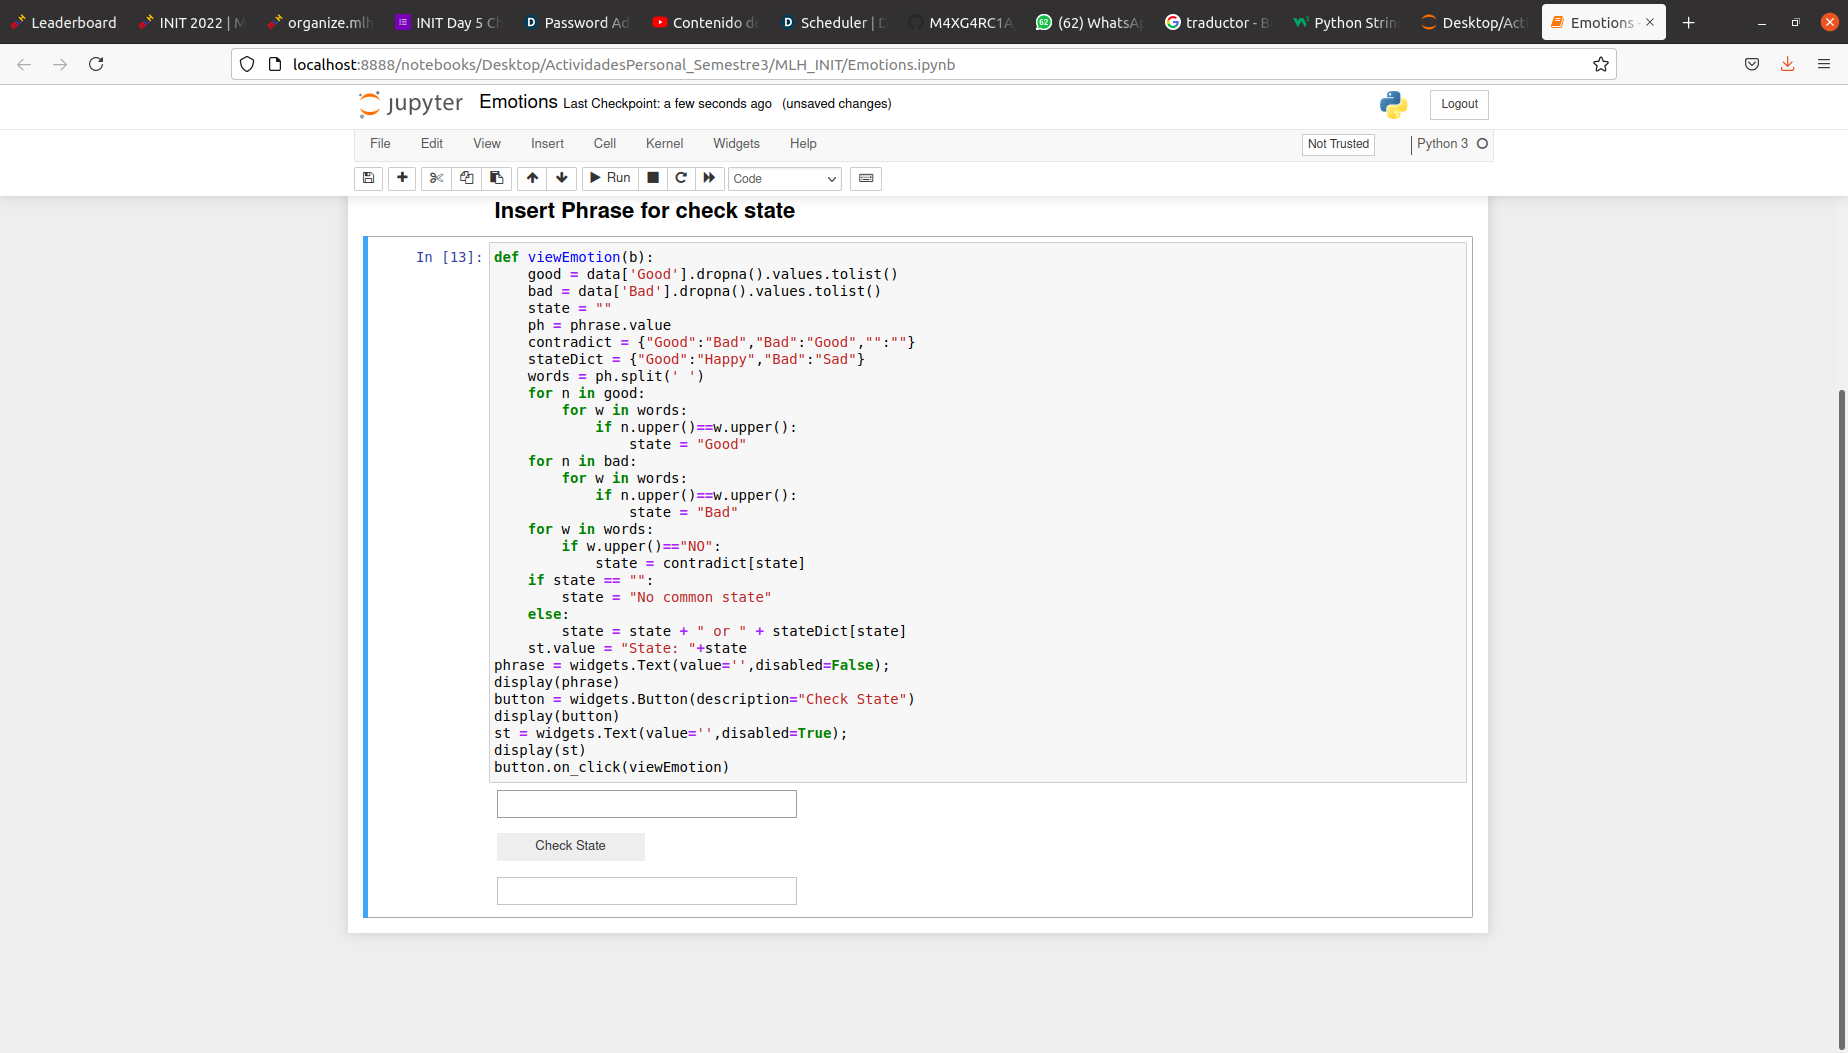 Leaderboard INIT 2022 | M organize.mlh INIT Day 5 Ch Password Ad Contenido de Scheduler | D M4XG4RC1A (62) WhatsAp traductor - B Python Strin Desktop/Acti Emotions -
localhost:8888/notebooks/Desktop/ActividadesPersonal_Semestre3/MLH_INIT/Emotions.ipynb
jupyter Emotions Last Checkpoint: a few seconds ago (unsaved changes) Logout
File Edit View Insert Cell Kernel Widgets Help Not Trusted Python 3
Run Code
Insert Phrase for check state
In [13]: def viewEmotion(b):
    good = data['Good'].dropna().values.tolist()
    bad = data['Bad'].dropna().values.tolist()
    state = ""
    ph = phrase.value
    contradict = {"Good":"Bad","Bad":"Good","":""}
    stateDict = {"Good":"Happy","Bad":"Sad"}
    words = ph.split(' ')
    for n in good:
        for w in words:
            if n.upper()==w.upper():
                state = "Good"
    for n in bad:
        for w in words:
            if n.upper()==w.upper():
                state = "Bad"
    for w in words:
        if w.upper()=="NO":
            state = contradict[state]
    if state == "":
        state = "No common state"
    else:
        state = state + " or " + stateDict[state]
    st.value = "State: "+state
phrase = widgets.Text(value='',disabled=False);
display(phrase)
button = widgets.Button(description="Check State")
display(button)
st = widgets.Text(value='',disabled=True);
display(st)
button.on_click(viewEmotion)
Check State